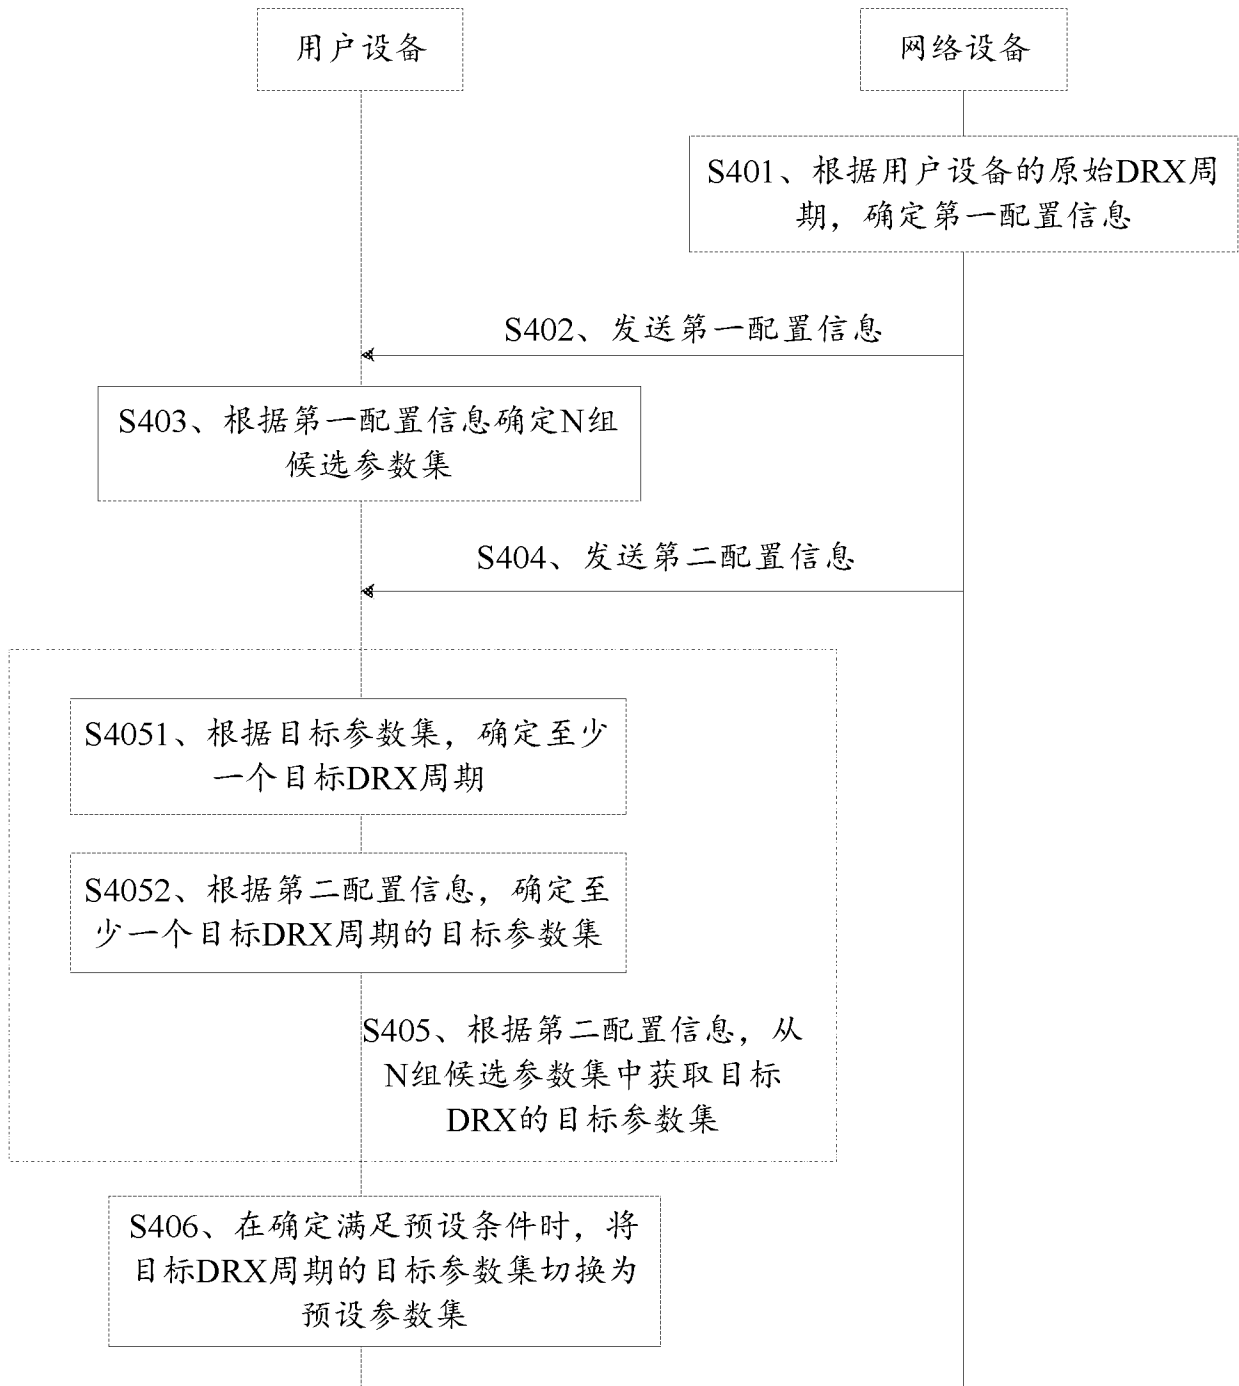 用户设备
网络设备
S401、根据用户设备的原始DRX周
期，确定第一配置信息
S402、发送第一配置信息
S403、根据第一配置信息确定N组
候选参数集
S404、发送第二配置信息
S4051、根据目标参数集，确定至少
一个目标DRX周期
S4052、根据第二配置信息，确定至
少一个目标DRX周期的目标参数集
S405、根据第二配置信息，从
N组候选参数集中获取目标
DRX的目标参数集
S406、在确定满足预设条件时，将
目标DRX周期的目标参数集切换为
预设参数集